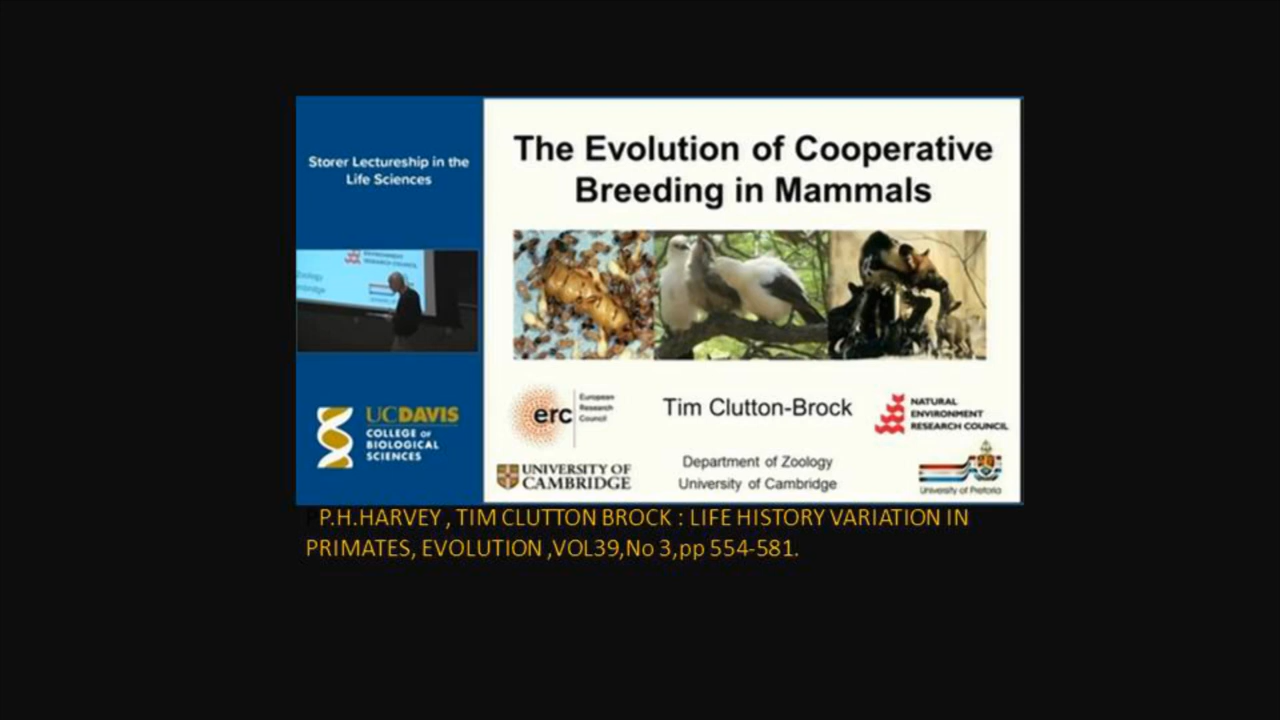 Storer Lectureship in the
Life Sciences
ENVIRONMENT
RESEARCH COUNCIL
UCDAVIS
COLLEGE OF
BIOLOGICAL
SCIENCES
The Evolution of Cooperative
Breeding in Mammals
erc
European
Research
Council
Tim Clutton-Brock
NATURAL
ENVIRONMENT
RESEARCH COUNCIL
UNIVERSITY OF
CAMBRIDGE
Department of Zoology
University of Cambridge
University of Pretoria
P.H.HARVEY , TIM CLUTTON BROCK : LIFE HISTORY VARIATION IN
PRIMATES, EVOLUTION ,VOL39,No 3,pp 554-581.